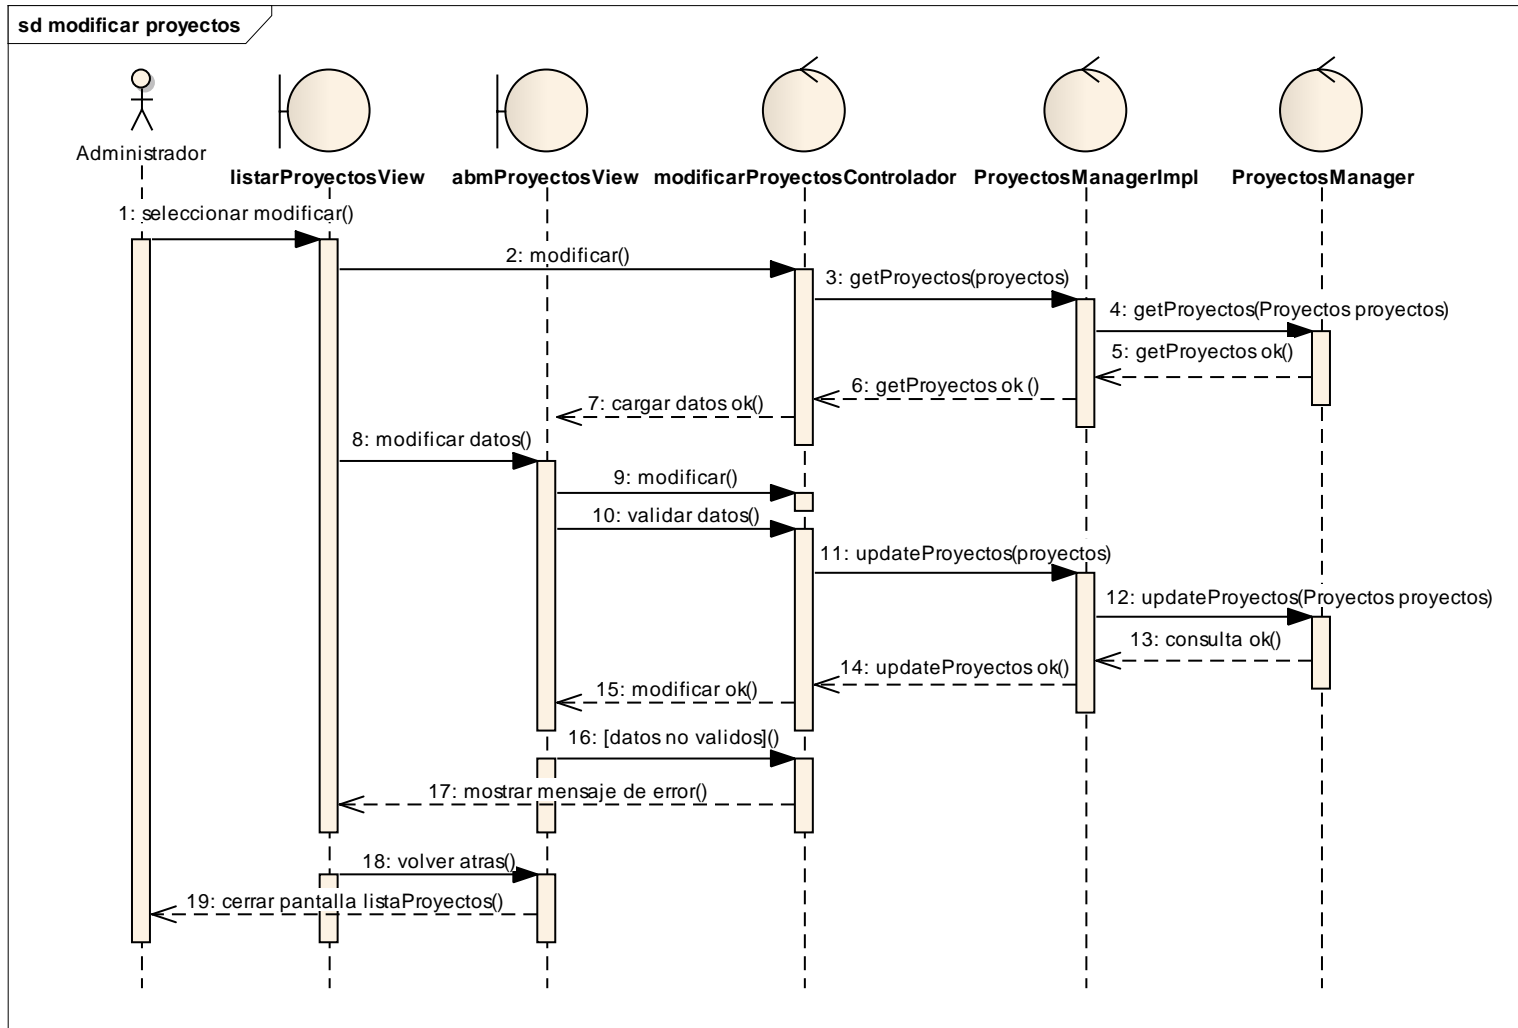 sd modificar proyectos
Administrador
listarProyectosView
abmProyectosView
modificarProyectosControlador
ProyectosManagerImpl
ProyectosManager
1: seleccionar modificar()
2: modificar()
3: getProyectos(proyectos)
4: getProyectos(Proyectos proyectos)
5: getProyectos ok()
6: getProyectos ok ()
7: cargar datos ok()
8: modificar datos()
9: modificar()
10: validar datos()
11: updateProyectos(proyectos)
12: updateProyectos(Proyectos proyectos)
13: consulta ok()
14: updateProyectos ok()
15: modificar ok()
16: [datos no validos]()
17: mostrar mensaje de error()
18: volver atras()
19: cerrar pantalla listaProyectos()